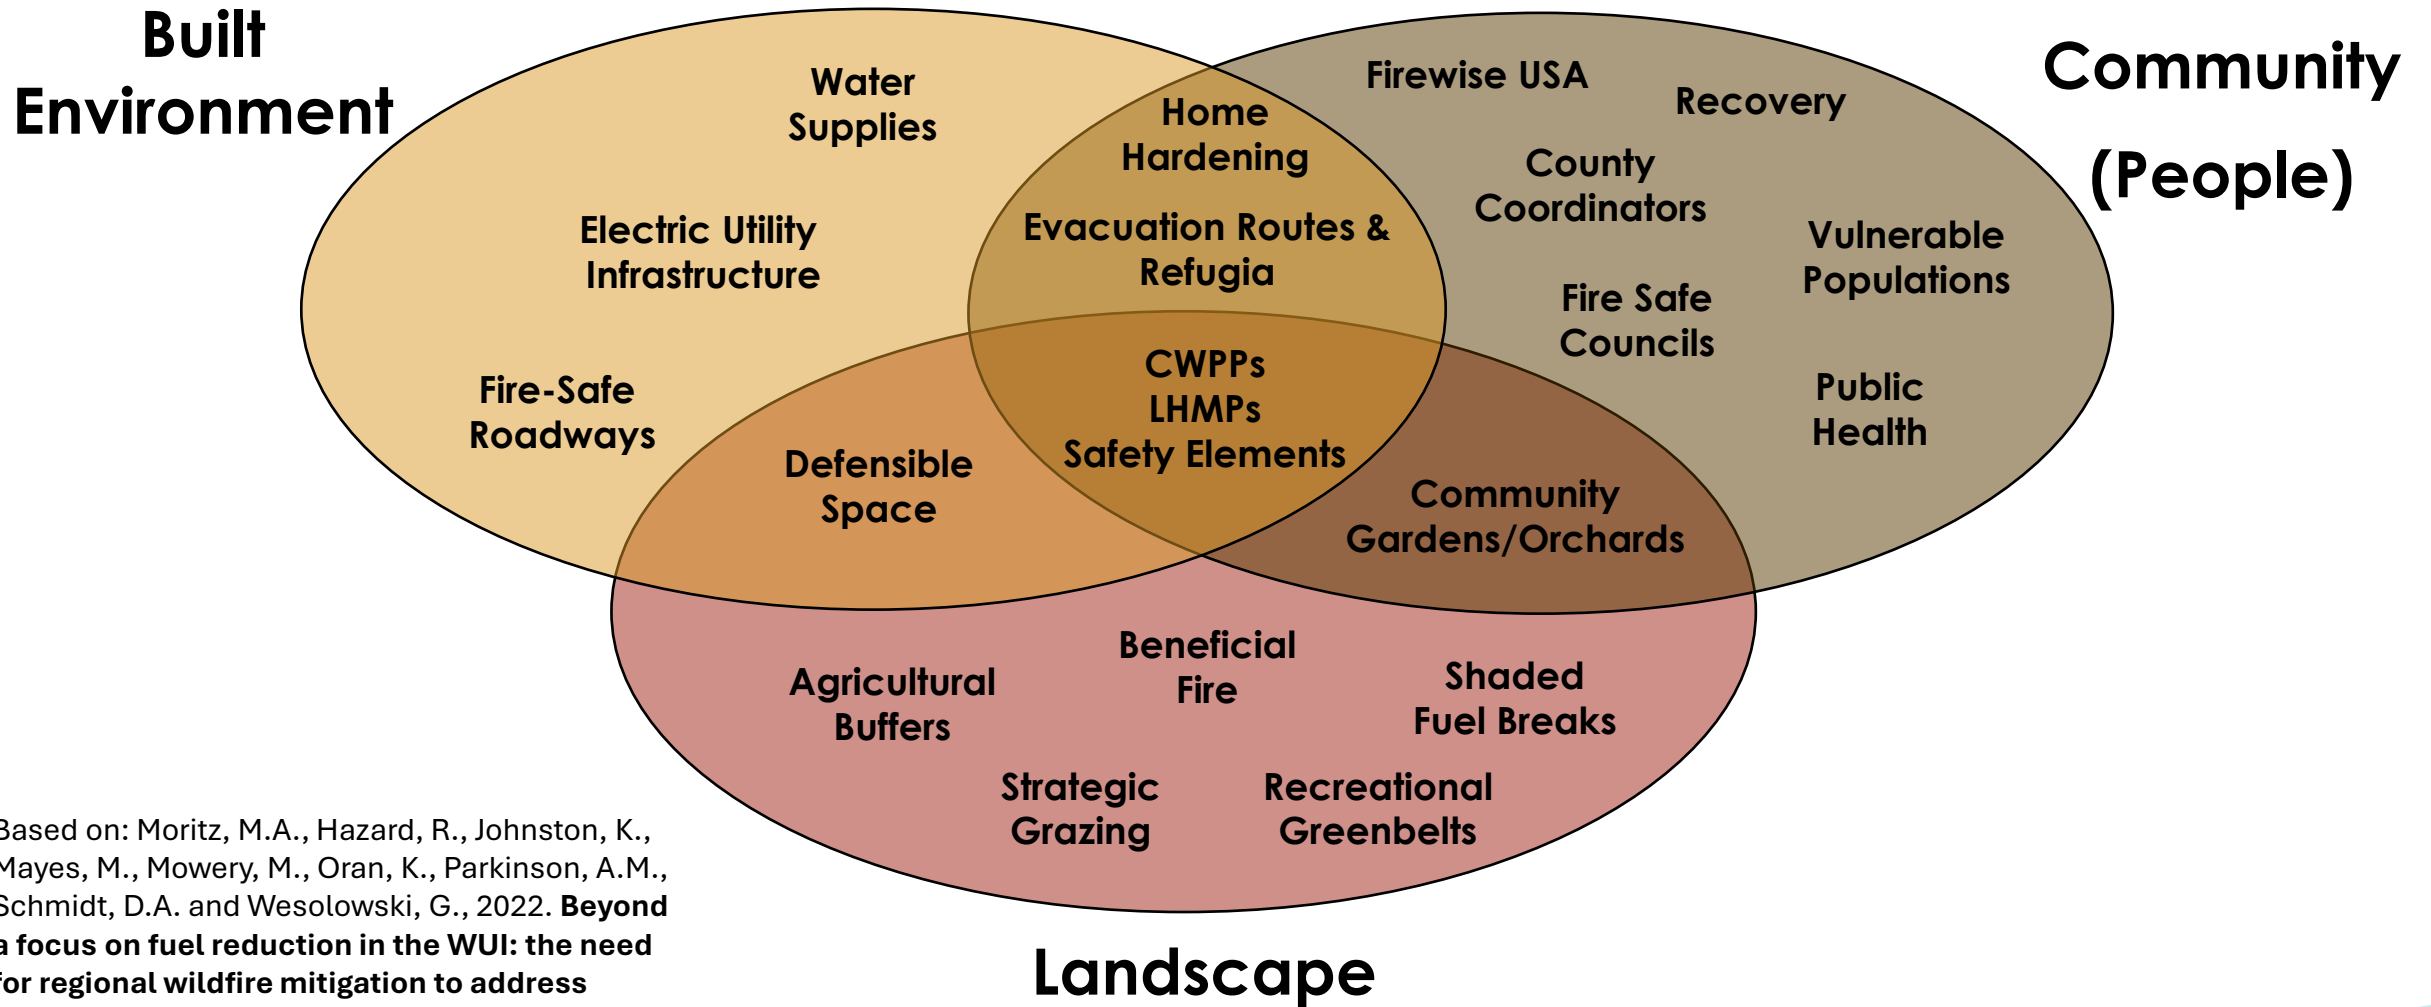 Built
Environment
Community
(People)
Water
Supplies
Electric Utility
Infrastructure
Fire-Safe
Roadways
Home
Hardening
Evacuation Routes &
Refugia
Firewise USA
Recovery
County
Coordinators
Vulnerable
Populations
Fire Safe
Councils
Public
Health
CWPPs
LHMPs
Safety Elements
Defensible
Space
Community
Gardens/Orchards
Beneficial
Fire
Agricultural
Buffers
Shaded
Fuel Breaks
Strategic
Grazing
Recreational
Greenbelts
Landscape
Based on: Moritz, M.A., Hazard, R., Johnston, K.,
Mayes, M., Mowery, M., Oran, K., Parkinson, A.M.,
Schmidt, D.A. and Wesolowski, G., 2022. Beyond
a focus on fuel reduction in the WUI: the need
for regional wildfire mitigation to address